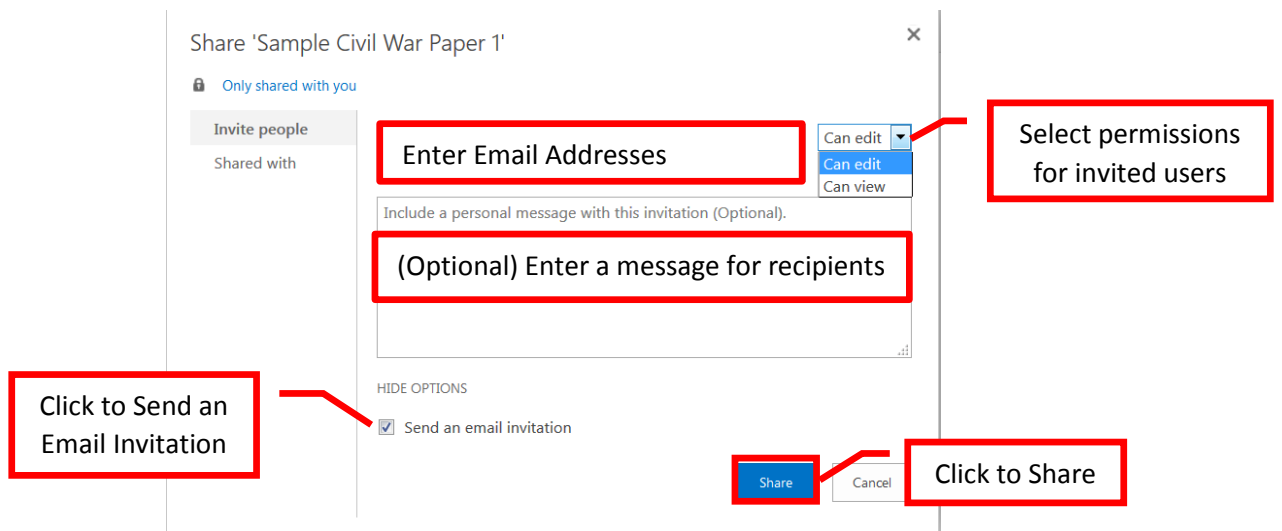 Share 'Sample Civil War Paper 1'
Only shared with you
Invite people
Shared with
Enter Email Addresses
Can edit
Can edit
Can view
Select permissions
for invited users
Include a personal message with this invitation (Optional).
(Optional) Enter a message for recipients
HIDE OPTIONS
Send an email invitation
Click to Send an
Email Invitation
Share
Cancel
Click to Share